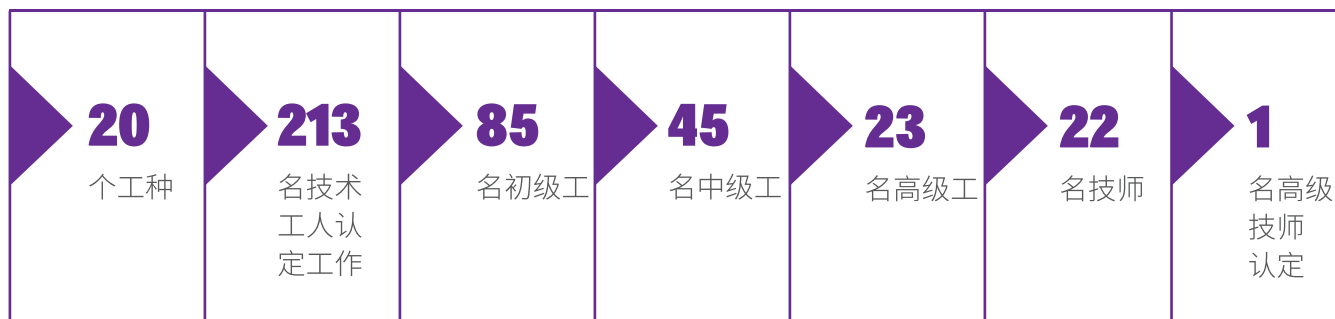 20
个工种
213
名技术
工人认
定工作
85
名初级工
45
名中级工
23
名高级工
22
名技师
1
名高级
技师
认定